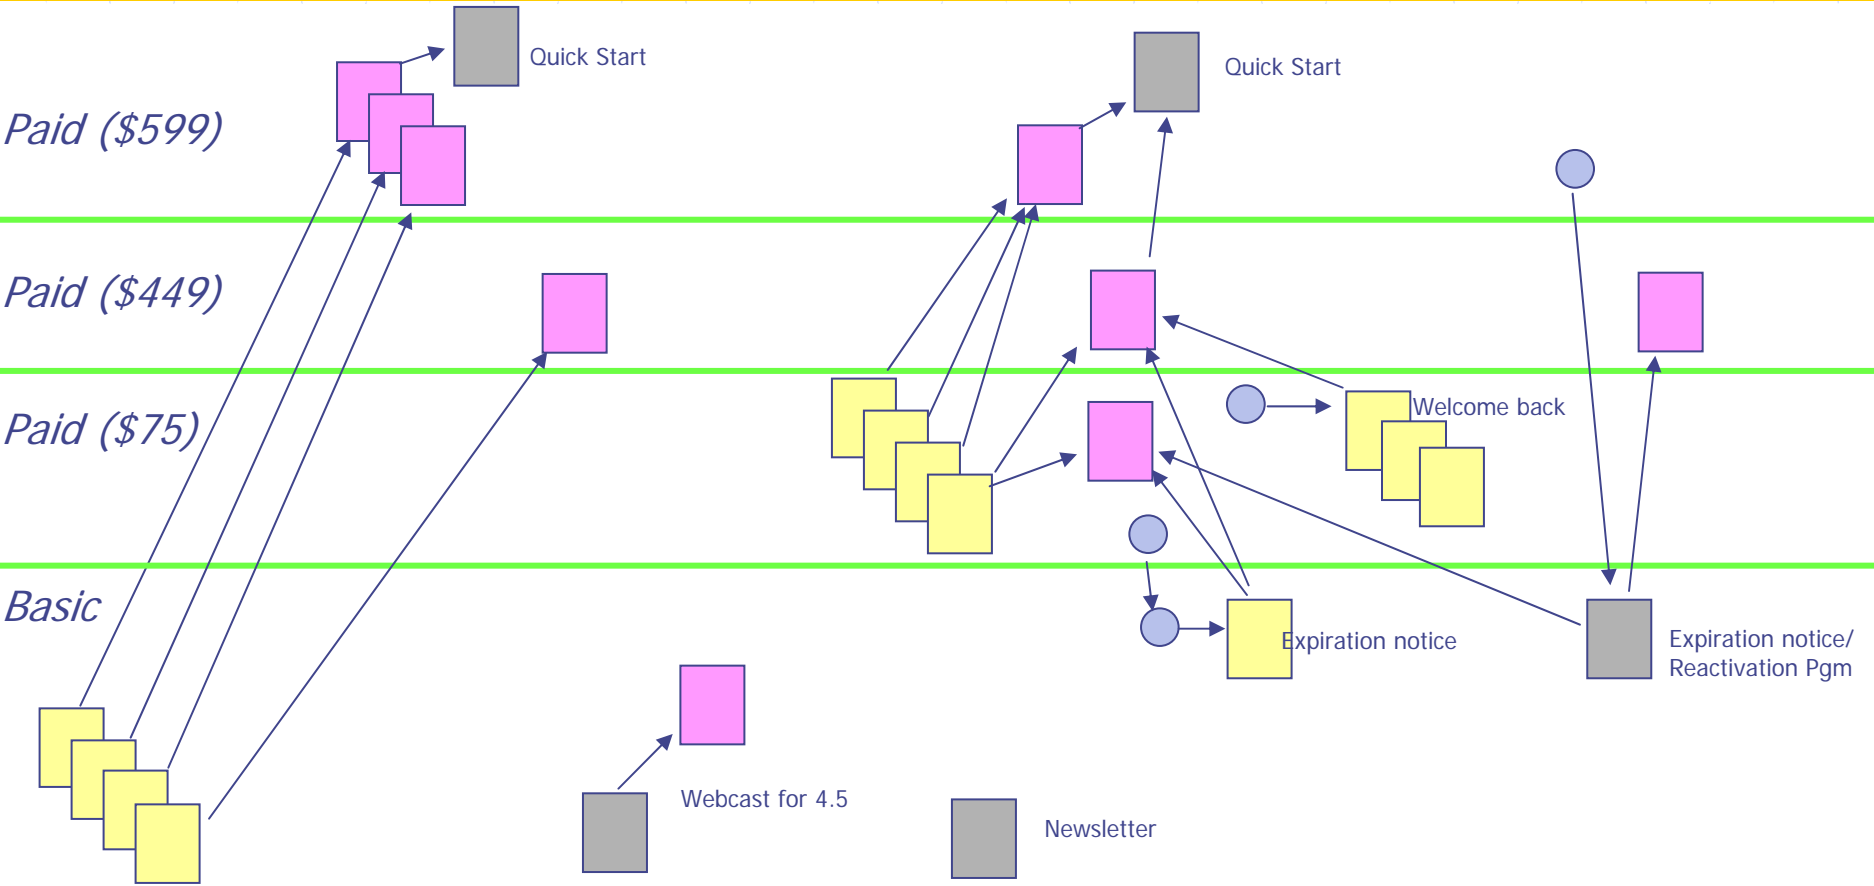 Quick Start
Quick Start
Paid ($599)
Paid ($449)
Paid ($75)
Welcome back
Basic
Expiration notice
Expiration notice/
Reactivation Pgm
Webcast for 4.5
Newsletter